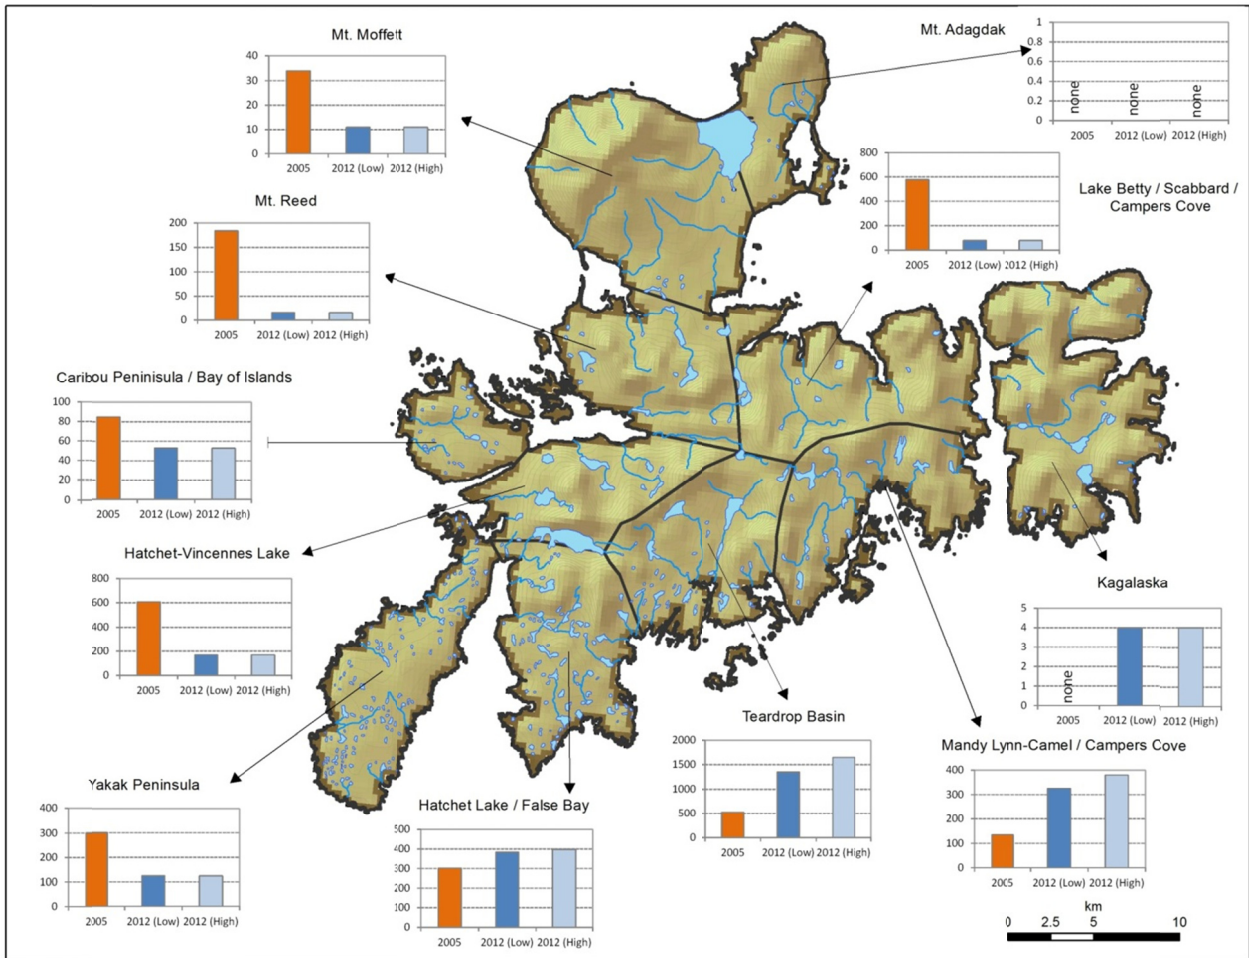 Mt. Moffett
40
30
20
10
0
2005 2012 (Low) 2012 (High)
Mt. Adagdak
1
0.8
0.6
0.4
0.2
0
none none none
2005 2012 (Low) 2012 (High)
Mt. Reed
200
150
100
50
0
2005 2012 (Low) 2012 (High)
Lake Betty / Scabbard /
Campers Cove
800
600
400
200
0
2005 2012 (Low) 2012 (High)
Caribou Peninisula / Bay of Islands
100
80
60
40
20
0
2005 2012 (Low) 2012 (High)
Hatchet-Vincennes Lake
800
600
400
200
0
2005 2012 (Low) 2012 (High)
Kagalaska
5
4
3
2
1
0
none
2005 2012 (Low) 2012 (High)
Yakak Peninsula
400
300
200
100
0
2005 2012 (Low) 2012 (High)
Hatchet Lake / False Bay
500
400
300
200
100
0
2005 2012 (Low) 2012 (High)
Teardrop Basin
2000
1500
1000
500
0
2005 2012 (Low) 2012 (High)
Mandy Lynn-Camel / Campers Cove
400
300
200
100
0
2005 2012 (Low) 2012 (High)
km
0 2.5 5 10